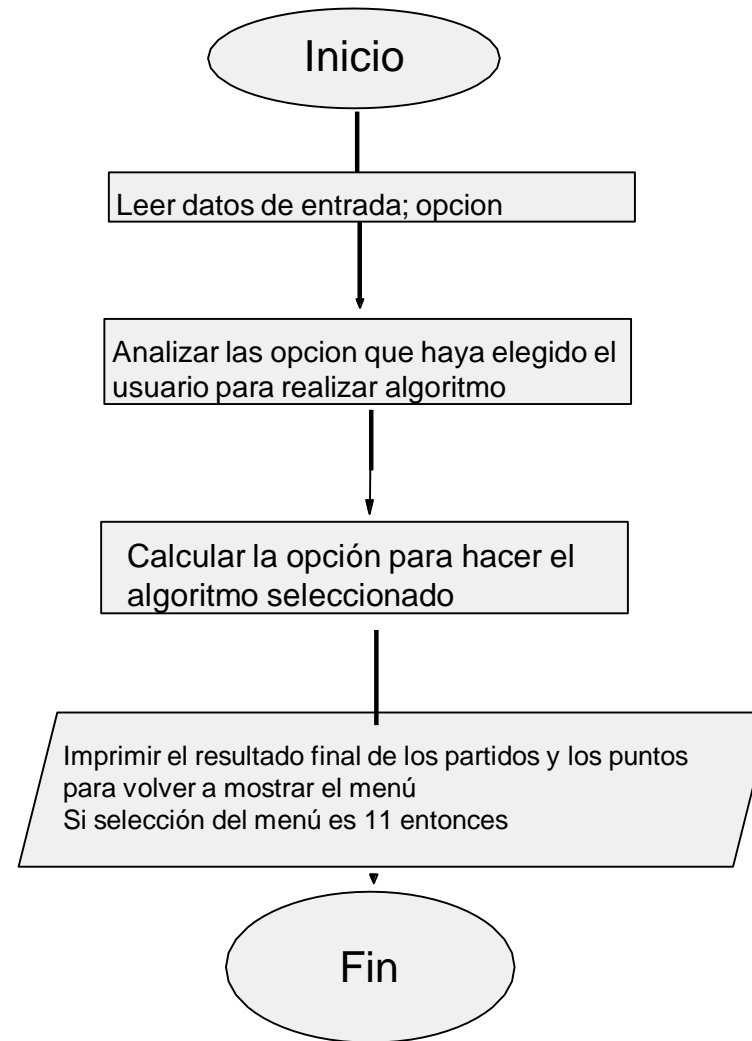 Inicio
Leer datos de entrada; opcion
Analizar las opcion que haya elegido el
usuario para realizar algoritmo
Calcular la opción para hacer el
algoritmo seleccionado
Imprimir el resultado final de los partidos y los puntos
para volver a mostrar el menú
Si selección del menú es 11 entonces
Fin